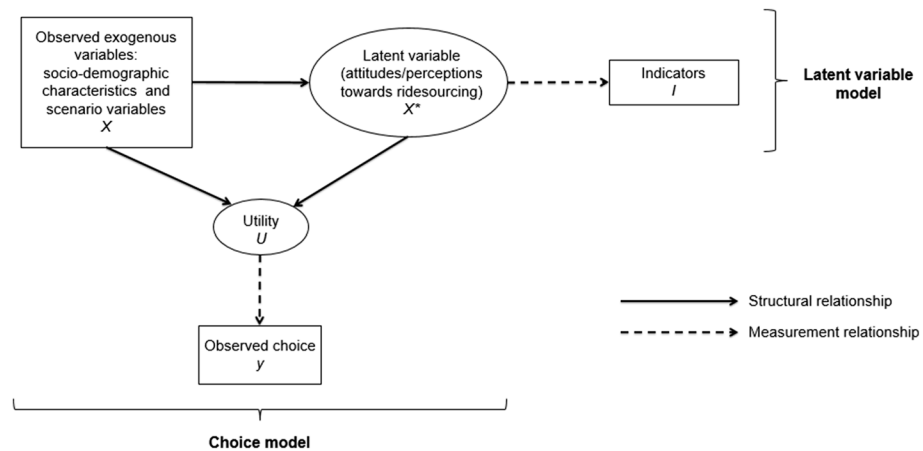 Observed exogenous
variables:
socio-demographic
characteristics and
scenario variables
X
Latent variable
(attitudes/perceptions
towards ridesourcing)
X*
Indicators
I
Latent variable
model
Utility
U
Structural relationship
Measurement relationship
Observed choice
y
Choice model